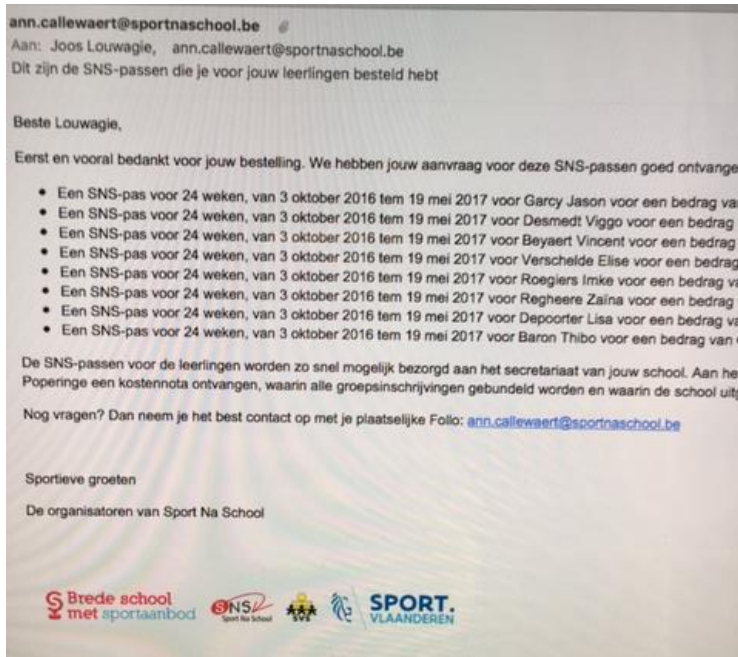 ann.callewaert@sportnaschool.be
Aan: Joos Louwagie, ann.callewaert@sportnaschool.be
Dit zijn de SNS-passen die je voor jouw leerlingen besteld hebt
Beste Louwagie,
Eerst en vooral bedankt voor jouw bestelling. We hebben jouw aanvraag voor deze SNS-passen goed ontvange
• Een SNS-pas voor 24 weken, van 3 oktober 2016 tem 19 mei 2017 voor Garcy Jason voor een bedrag va
• Een SNS-pas voor 24 weken, van 3 oktober 2016 tem 19 mei 2017 voor Desmedt Viggo voor een bedrag
• Een SNS-pas voor 24 weken, van 3 oktober 2016 tem 19 mei 2017 voor Beyaert Vincent voor een bedrag
• Een SNS-pas voor 24 weken, van 3 oktober 2016 tem 19 mei 2017 voor Verschelde Elise voor een bedrag
• Een SNS-pas voor 24 weken, van 3 oktober 2016 tem 19 mei 2017 voor Roegiers Imke voor een bedrag va
• Een SNS-pas voor 24 weken, van 3 oktober 2016 tem 19 mei 2017 voor Regheere Zaïna voor een bedrag
• Een SNS-pas voor 24 weken, van 3 oktober 2016 tem 19 mei 2017 voor Depoorter Lisa voor een bedrag va
• Een SNS-pas voor 24 weken, van 3 oktober 2016 tem 19 mei 2017 voor Baron Thibo voor een bedrag van
De SNS-passen voor de leerlingen worden zo snel mogelijk bezorgd aan het secretariaat van jouw school. Aan he
Poperinge een kostennota ontvangen, waarin alle groepsinschrijvingen gebundeld worden en waarin de school uit
Nog vragen? Dan neem je het best contact op met je plaatselijke Follo: ann.callewaert@sportnaschool.be
Sportieve groeten
De organisatoren van Sport Na School
Brede school
met sportaanbod
SNS
Sport Na School
SVS
SPORT.
VLAANDEREN